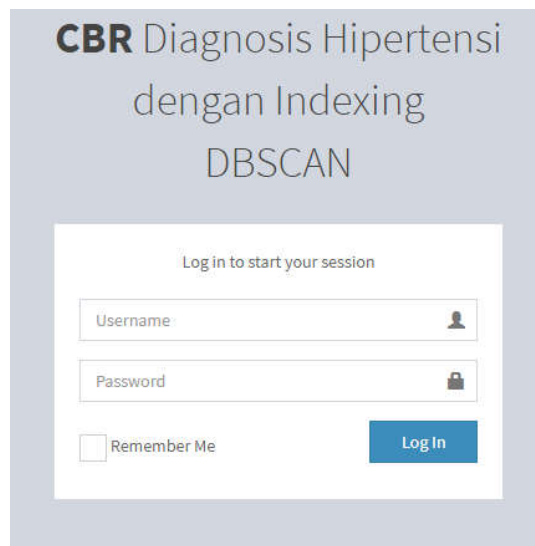 CBR Diagnosis Hipertensi
dengan Indexing
DBSCAN
Log in to start your session
Username
Password
Remember Me
Log In